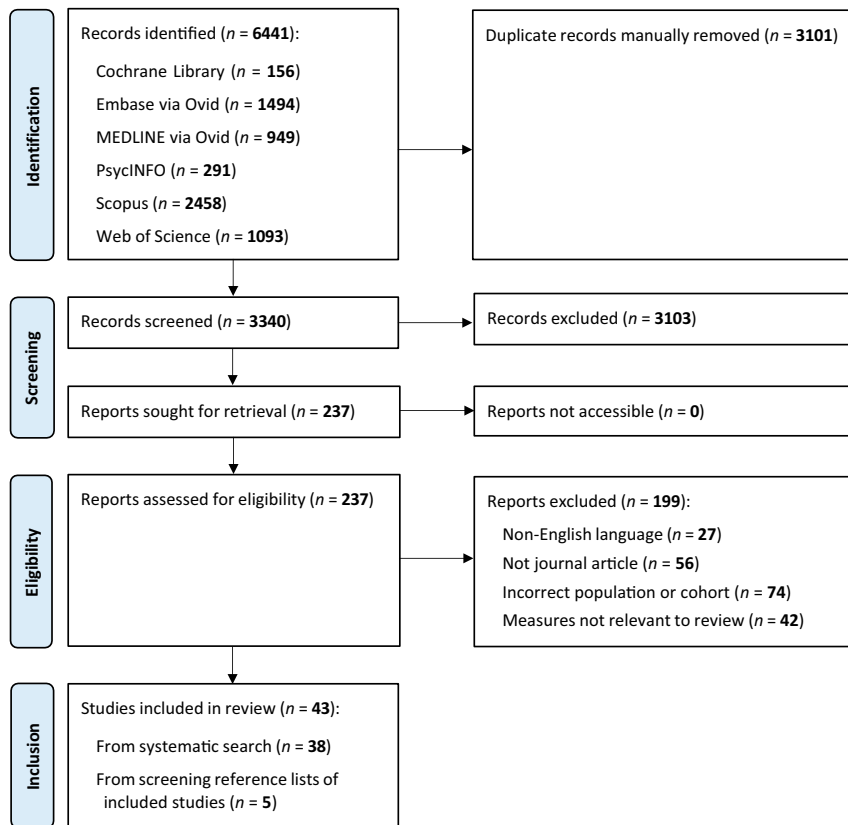 Identification
Records identified (n = 6441):
Cochrane Library (n = 156)
Embase via Ovid (n = 1494)
MEDLINE via Ovid (n = 949)
PsycINFO (n = 291)
Scopus (n = 2458)
Web of Science (n = 1093)
Duplicate records manually removed (n = 3101)
Screening
Records screened (n = 3340)
Records excluded (n = 3103)
Reports sought for retrieval (n = 237)
Reports not accessible (n = 0)
Eligibility
Reports assessed for eligibility (n = 237)
Reports excluded (n = 199):
Non-English language (n = 27)
Not journal article (n = 56)
Incorrect population or cohort (n = 74)
Measures not relevant to review (n = 42)
Inclusion
Studies included in review (n = 43):
From systematic search (n = 38)
From screening reference lists of
included studies (n = 5)